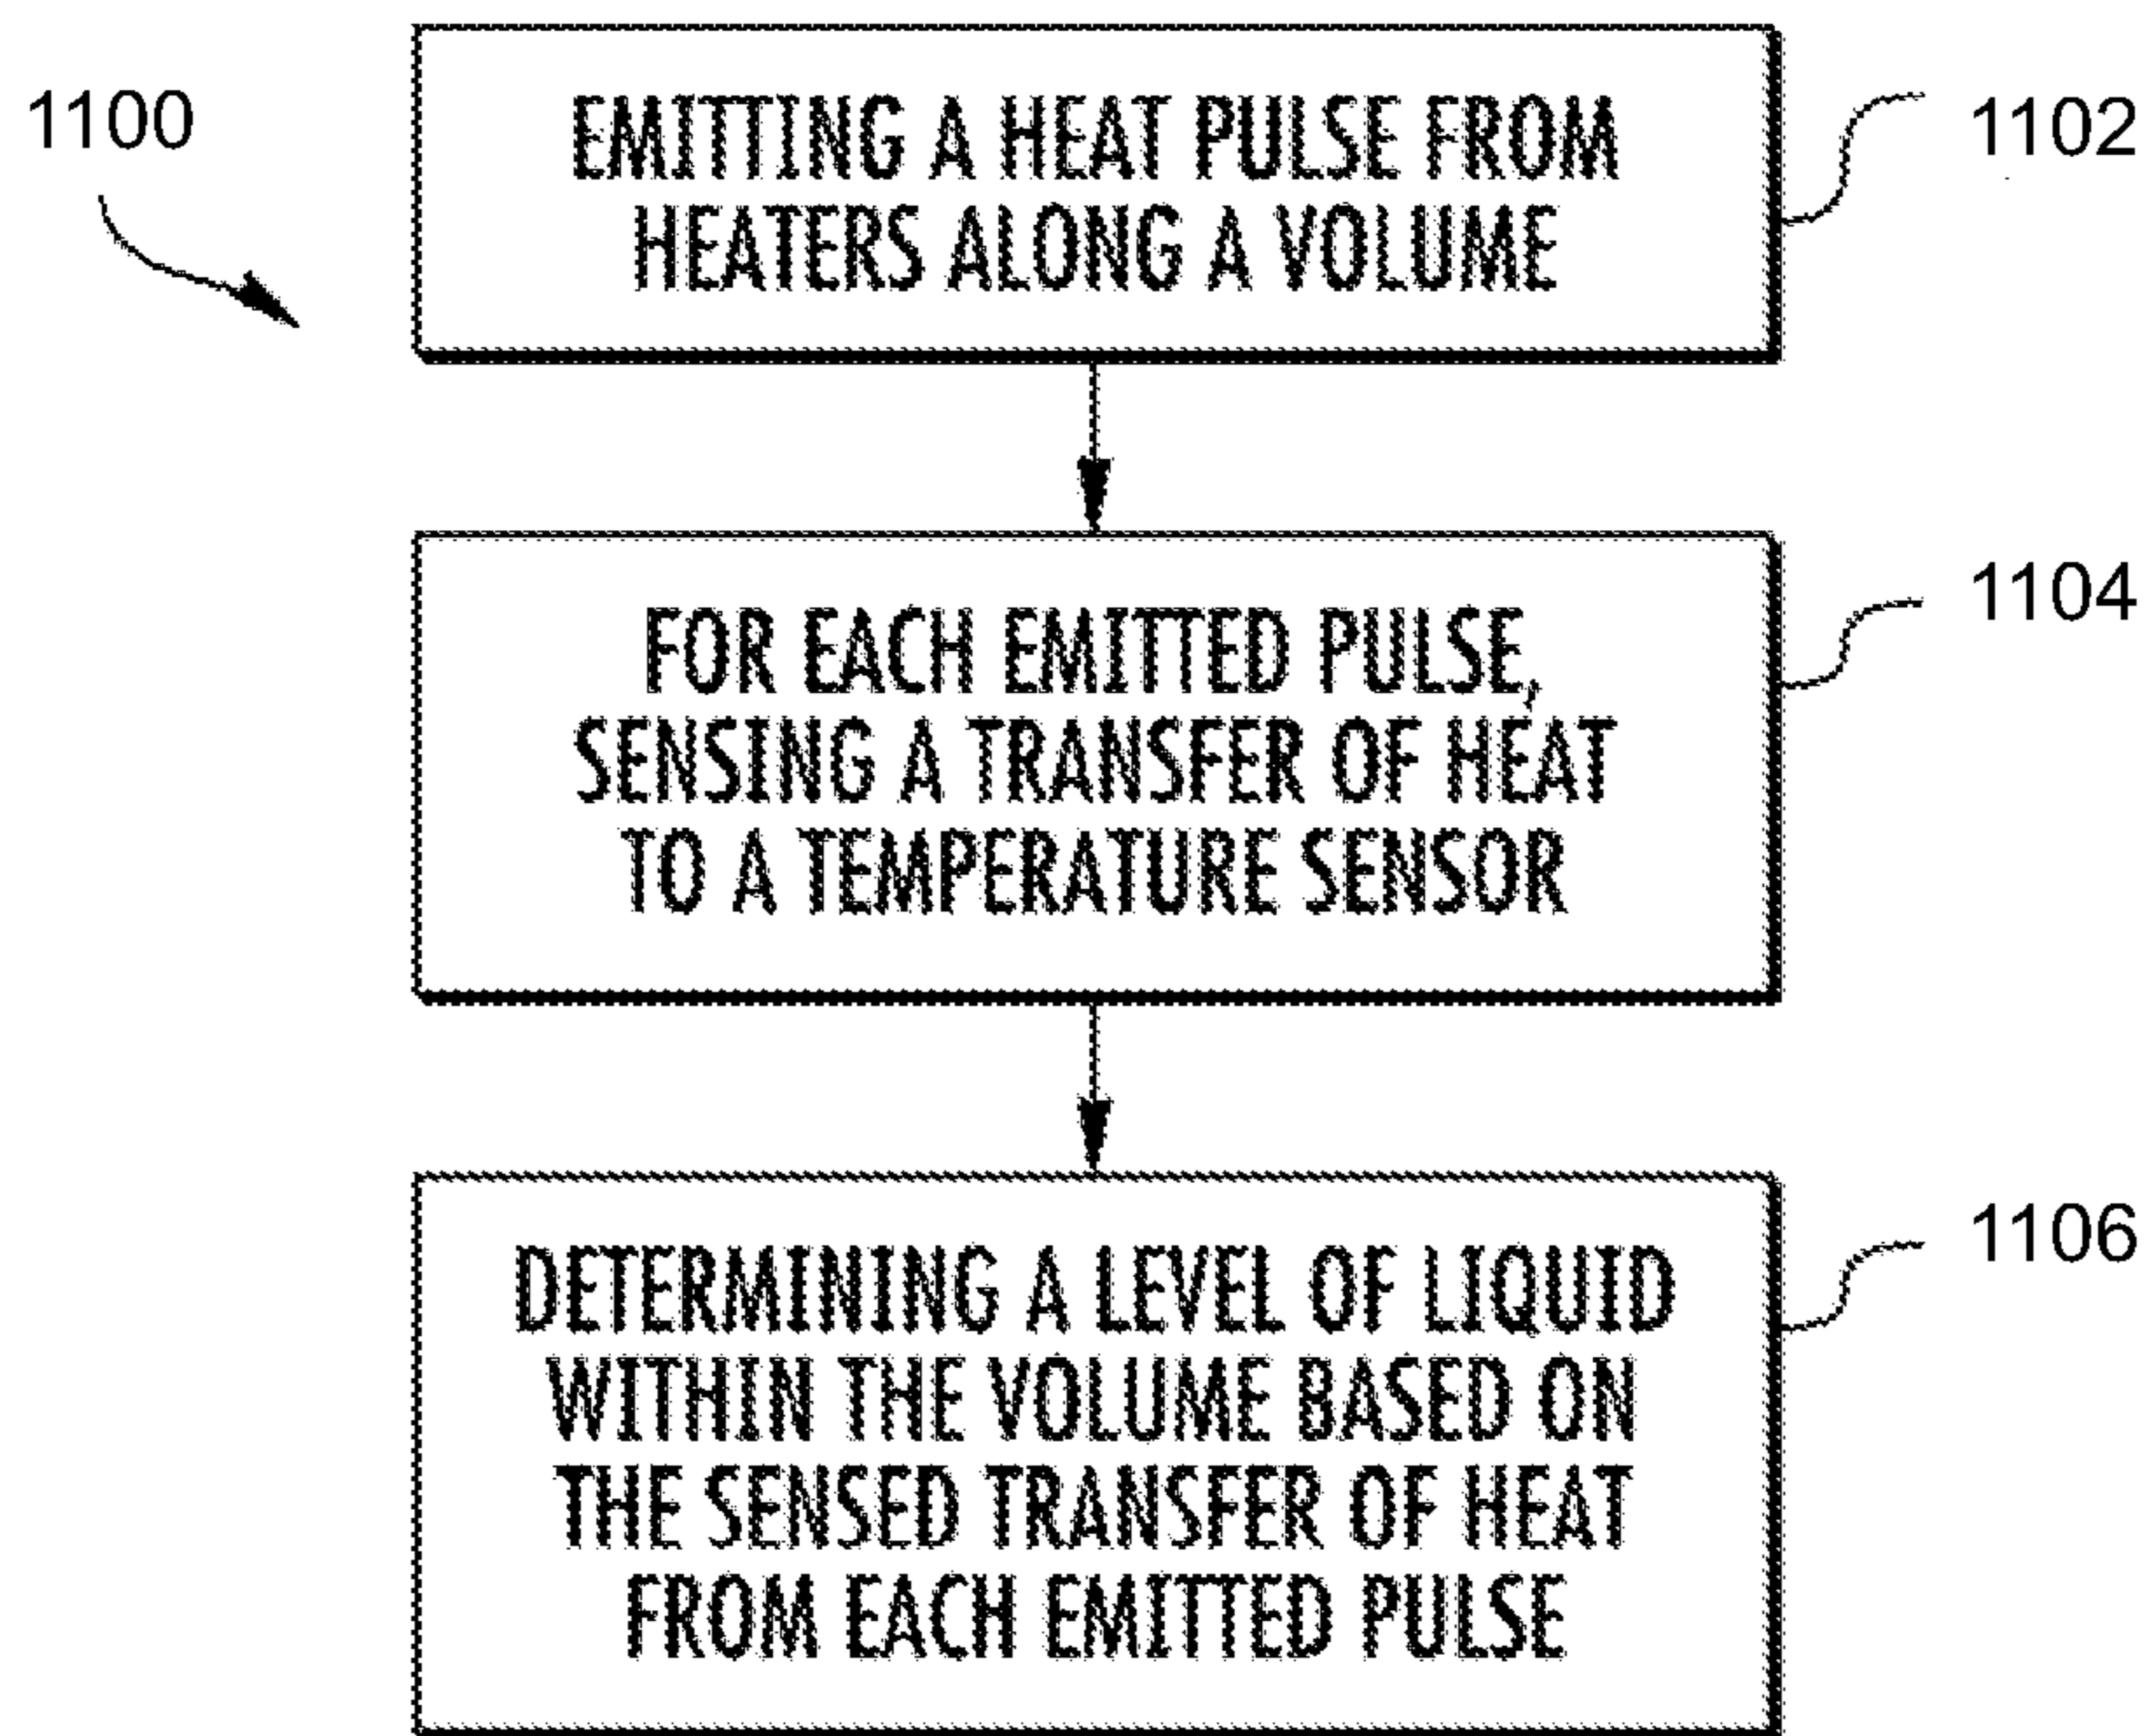 1100
EMITTING A HEAT PULSE FROM
HEATERS ALONG A VOLUME
1102
FOR EACH EMITTED PULSE,
SENSING A TRANSFER OF HEAT
TO A TEMPERATURE SENSOR
1104
DETERMINING A LEVEL OF LIQUID
WITHIN THE VOLUME BASED ON
THE SENSED TRANSFER OF HEAT
FROM EACH EMITTED PULSE
1106